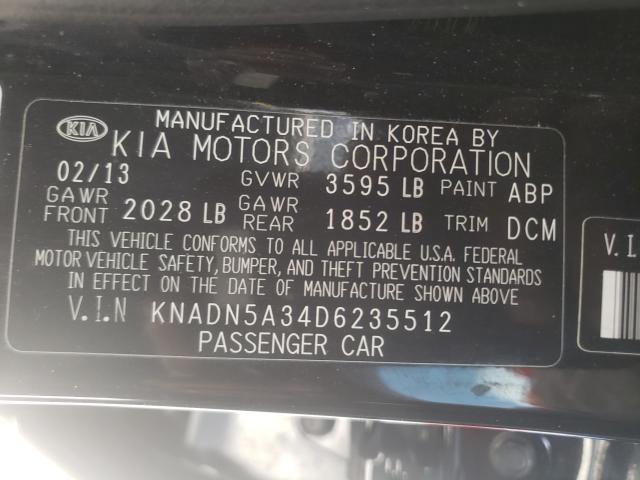 KIA
MANUFACTURED IN KOREA BY
KIA MOTORS CORPORATION
02/13 GVWR 3595 LB PAINT ABP
GAWR FRONT 2028 LB GAWR REAR 1852 LB TRIM DCM
THIS VEHICLE CONFORMS TO ALL APPLICABLE U.S.A. FEDERAL
MOTOR VEHICLE SAFETY, BUMPER, AND THEFT PREVENTION STANDARDS
IN EFFECT ON THE DATE OF MANUFACTURE SHOWN ABOVE
V.I.N KNADN5A34D6235512
PASSENGER CAR
V.I